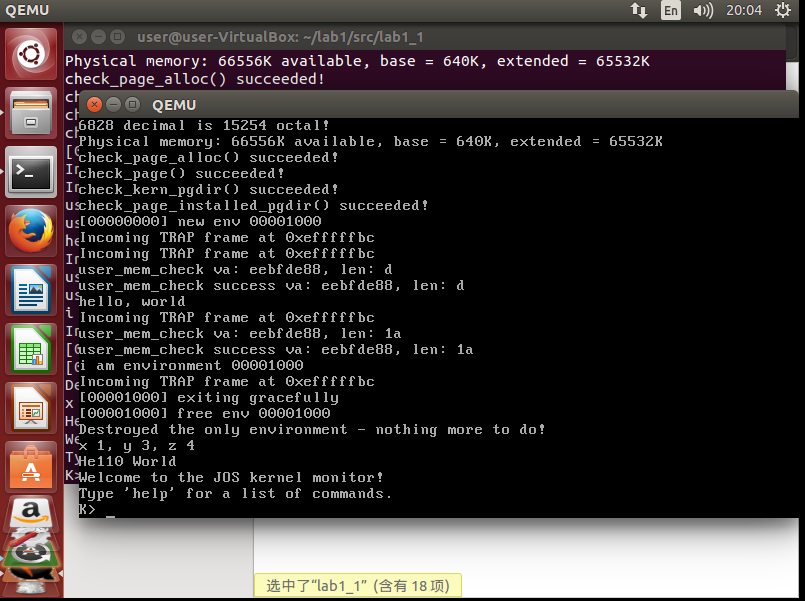 QEMU
En
20:04
user@user-VirtualBox: ~/lab1/src/lab1_1
Physical memory: 66556K available, base = 640K, extended = 65532K
check_page_alloc() succeeded!
QEMU
6828 decimal is 15254 octal!
Physical memory: 66556K available, base = 640K, extended = 65532K
check_page_alloc() succeeded!
check_page() succeeded!
check_kern_pgdir() succeeded!
check_page_installed_pgdir() succeeded!
[00000000] new env 00001000
Incoming TRAP frame at 0xefffffbc
Incoming TRAP frame at 0xefffffbc
user_mem_check va: eebfde88, len: d
user_mem_check success va: eebfde88, len: d
hello, world
Incoming TRAP frame at 0xefffffbc
user_mem_check va: eebfde88, len: 1a
user_mem_check success va: eebfde88, len: 1a
i am environment 00001000
Incoming TRAP frame at 0xefffffbc
[00001000] exiting gracefully
[00001000] free env 00001000
Destroyed the only environment - nothing more to do!
x 1, y 3, z 4
He110 World
Welcome to the JOS kernel monitor!
Type 'help' for a list of commands.
K> _
选中了“lab1_1” (含有 18 项)